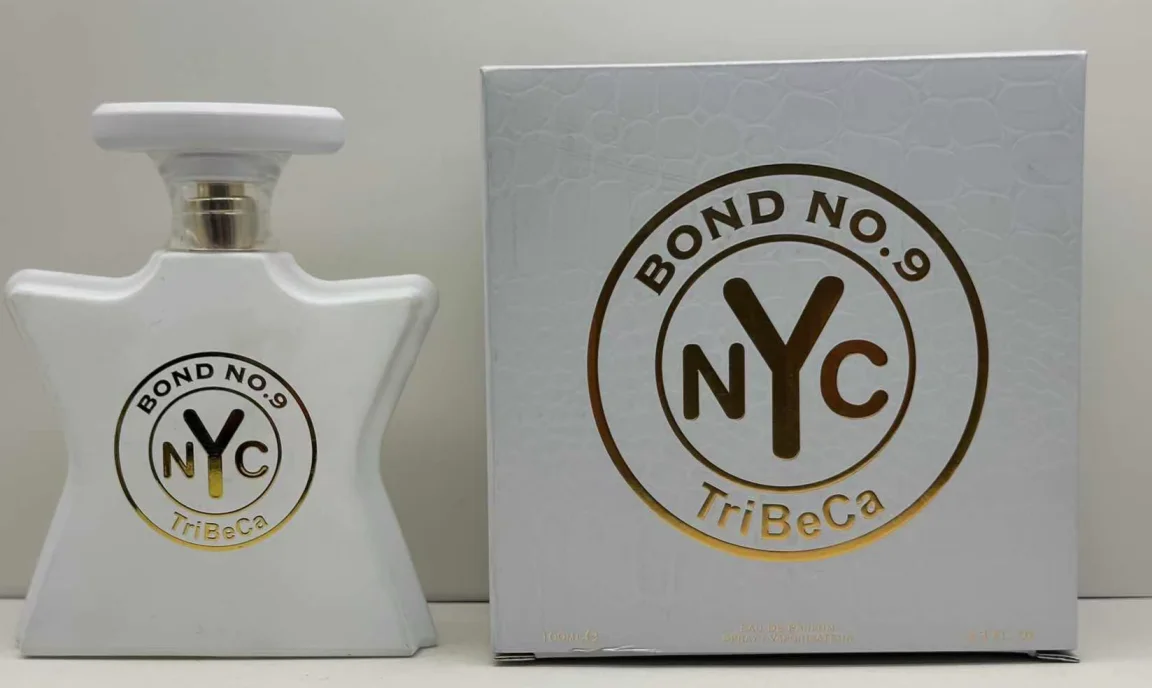 BOND NO.9
NYC
TriBeCa
BOND NO.9
NYC
TriBeCa
EAU DE PARFUM